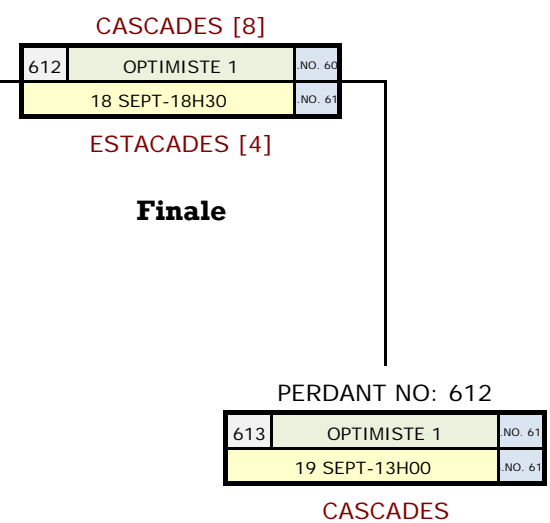 CASCADES [8]
612 OPTIMISTE 1 .NO. 60
18 SEPT-18H30 .NO. 61
ESTACADES [4]
Finale
PERDANT NO: 612
613 OPTIMISTE 1 .NO. 61
19 SEPT-13H00 .NO. 61
CASCADES